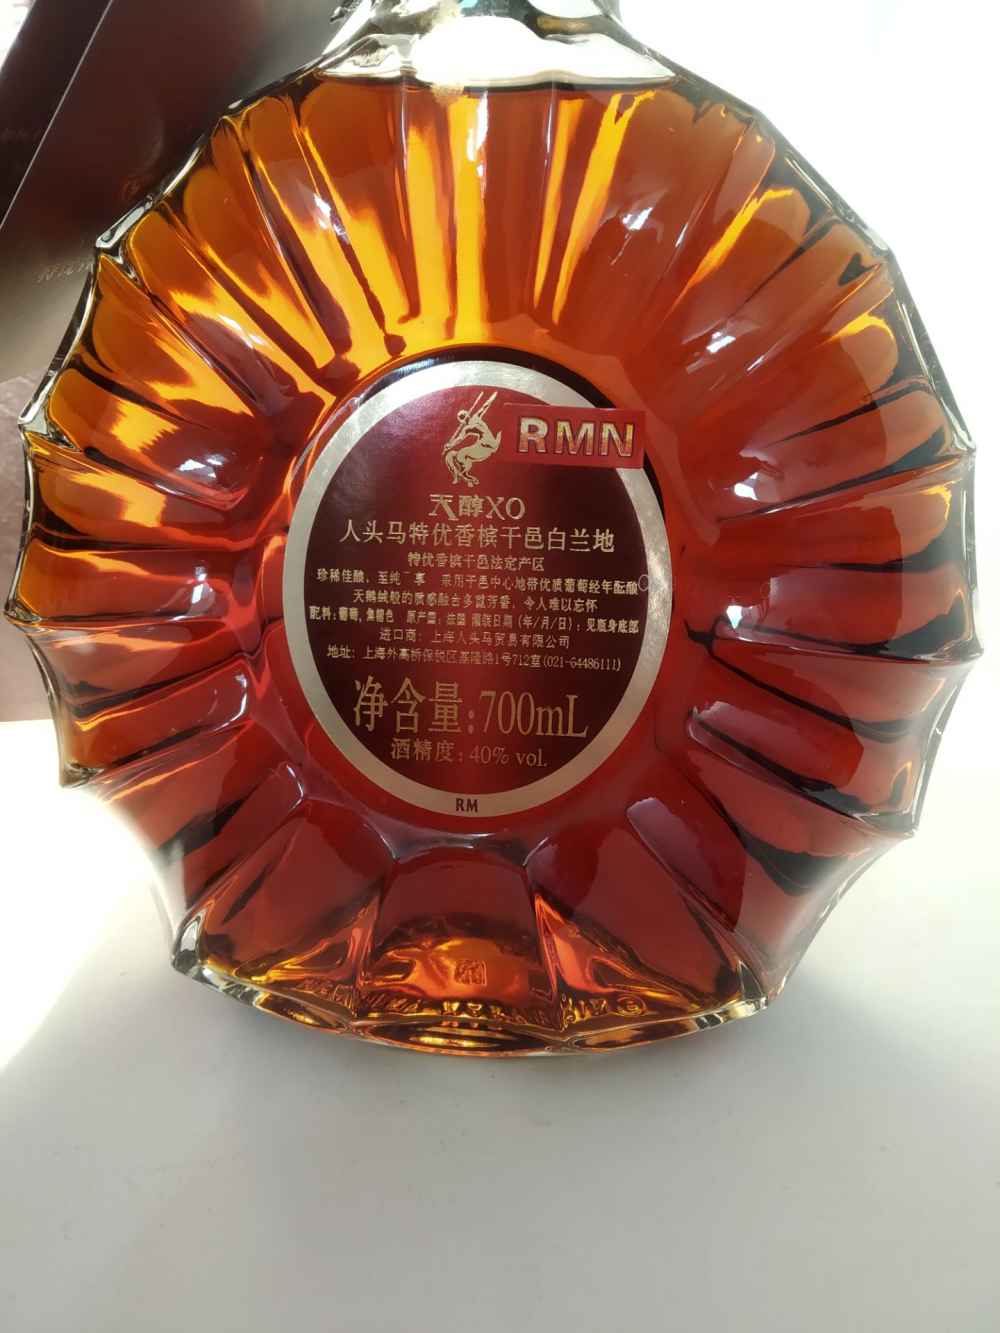 RMN
天醇XO
人头马特优香槟干邑白兰地
特优香槟干邑法定产区
珍稀佳酿、至纯 享 采用干邑中心地带优质葡萄经年酝酿
天鹅绒般的质感融合多重芳香，令人难以忘怀
配料：葡萄，焦糖色 原产国：法国 灌装日期（年/月/日）：见瓶身底部
进口商：上海人头马贸易有限公司
地址：上海外高桥保税区基隆路1号712室(021-64486111)
净含量:700mL
酒精度：40% vol.
RM